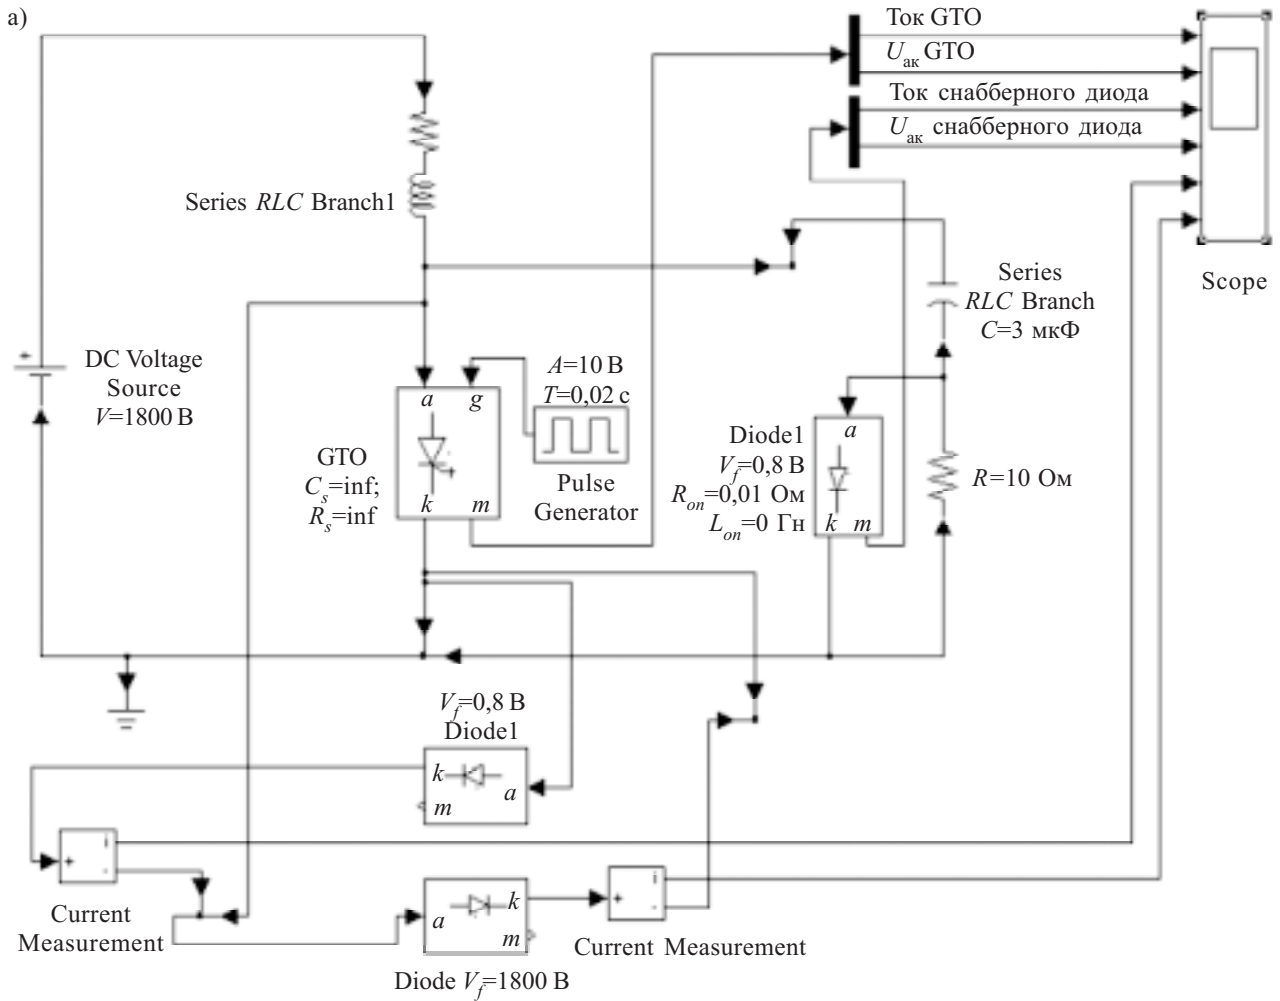 а)
Ток GTO
Uак GTO
Ток снабберного диода
Uак снабберного диода
Series RLC Branch1
Series
RLC Branch
C=3 мкФ
Scope
DC Voltage
Source
V=1800 В
+
a g
k m
GTO
Cs=inf;
Rs=inf
A=10 В
T=0,02 с
Pulse
Generator
Diode1
Vf=0,8 В
Ron=0,01 Ом
Lon=0 Гн
a
k m
R=10 Ом
Vf=0,8 В
Diode1
k
a
m
+
i
-
Current
Measurement
a
k
m
Diode Vf=1800 В
+
i
-
Current Measurement